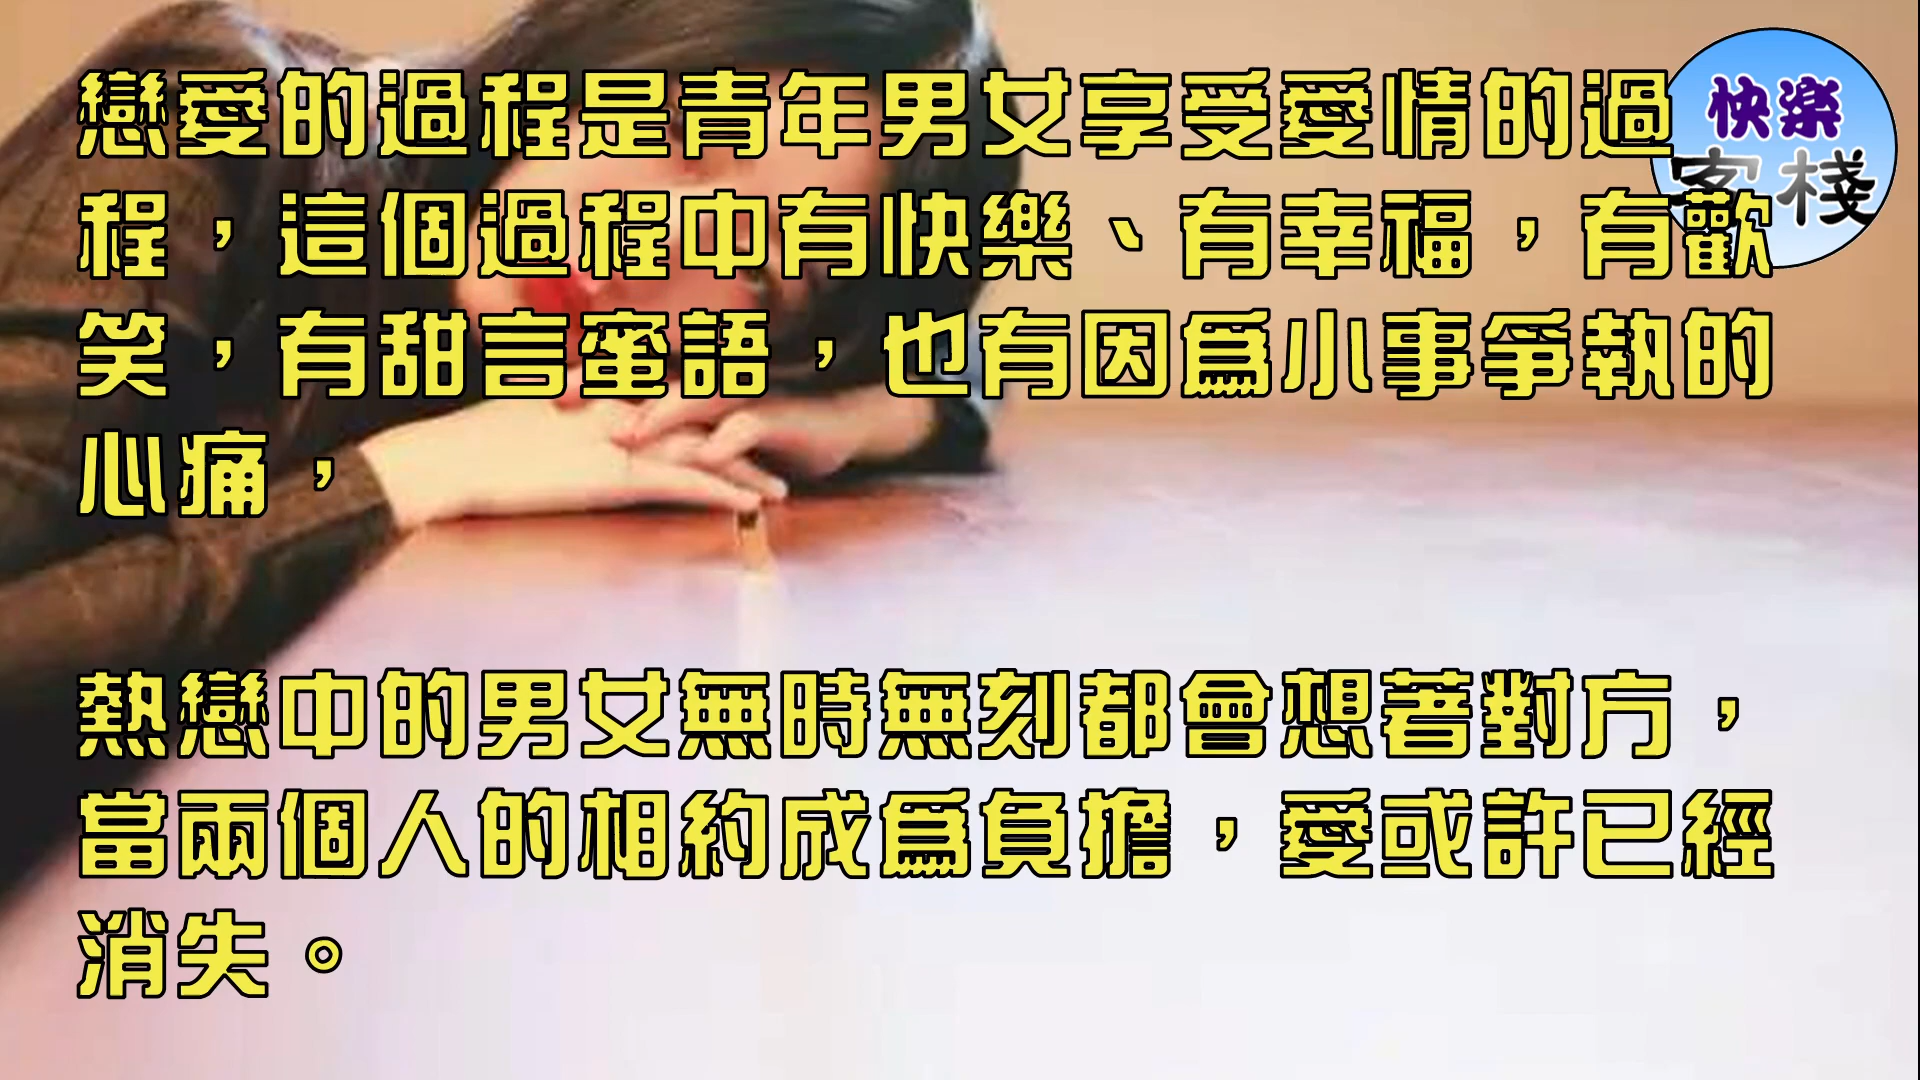 戀愛的過程是青年男女享受愛情的過
程，這個過程中有快樂、有幸福，有歡
笑，有甜言蜜語，也有因為小事爭執的
心痛，
熱戀中的男女無時無刻都會想著對方，
當兩個人的相約成為負擔，愛或許已經
消失。
快樂
客棧